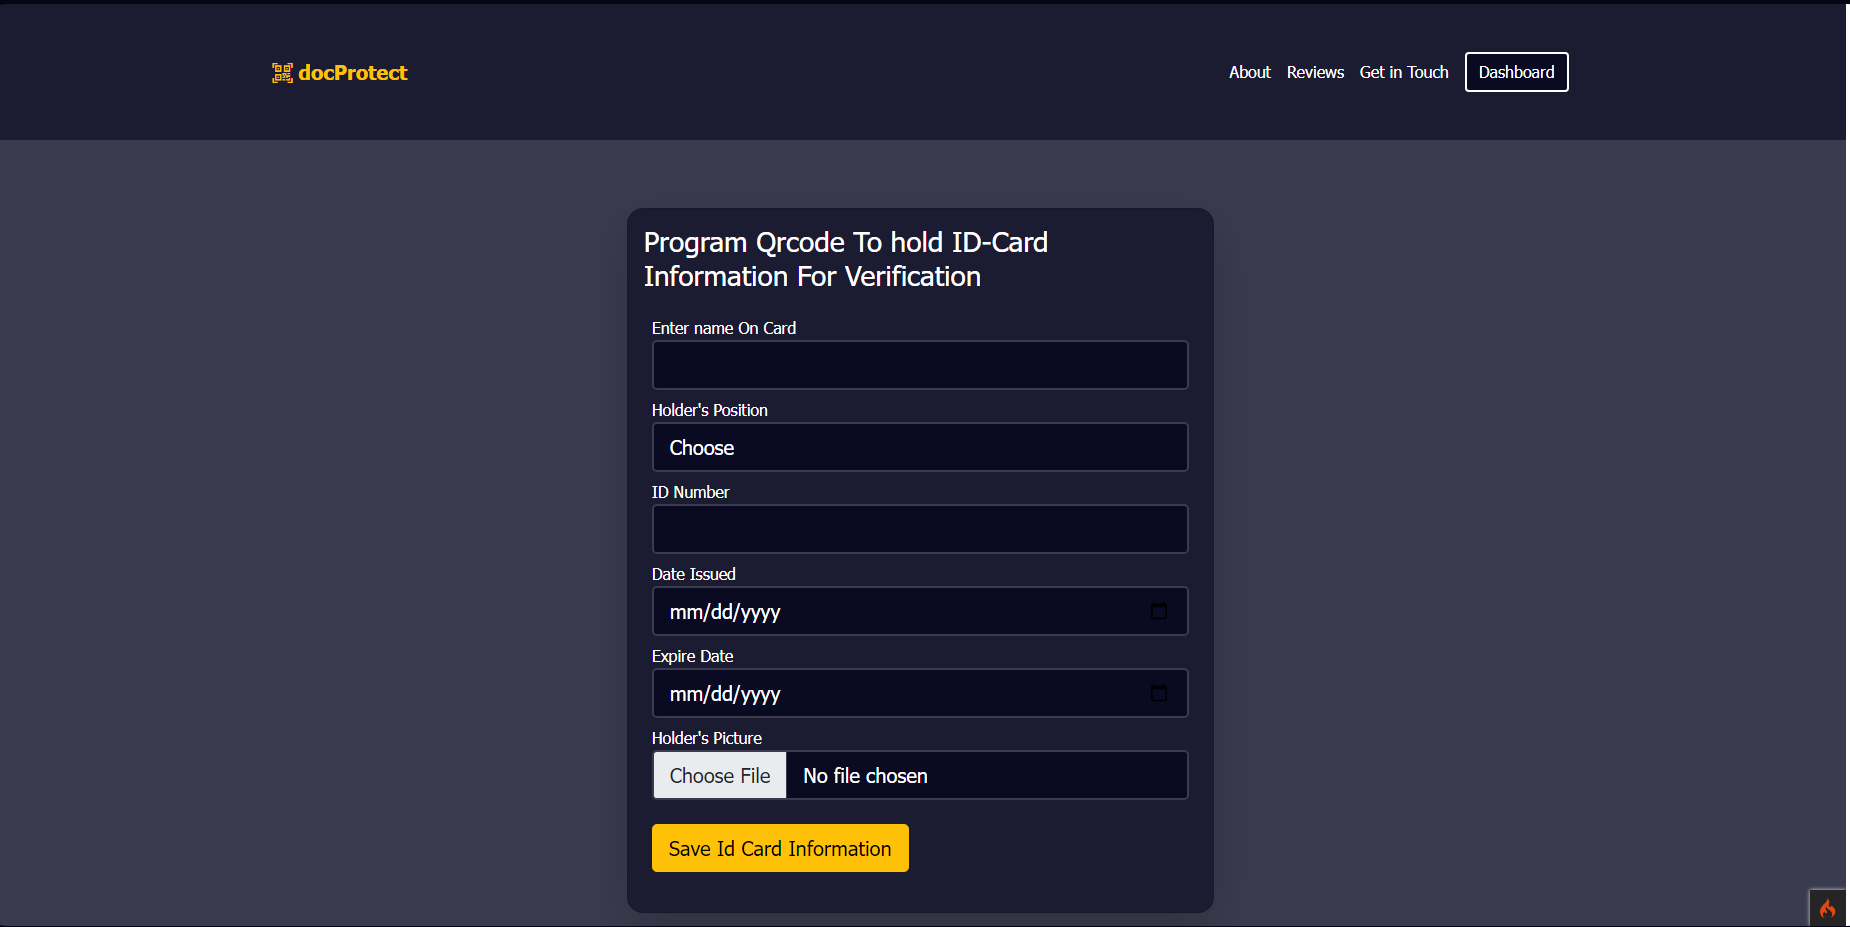 docProtect
About Reviews Get in Touch Dashboard
Program Qrcode To hold ID-Card
Information For Verification
Enter name On Card
Holder's Position
Choose
ID Number
Date Issued
mm/dd/yyyy
Expire Date
mm/dd/yyyy
Holder's Picture
Choose File No file chosen
Save Id Card Information